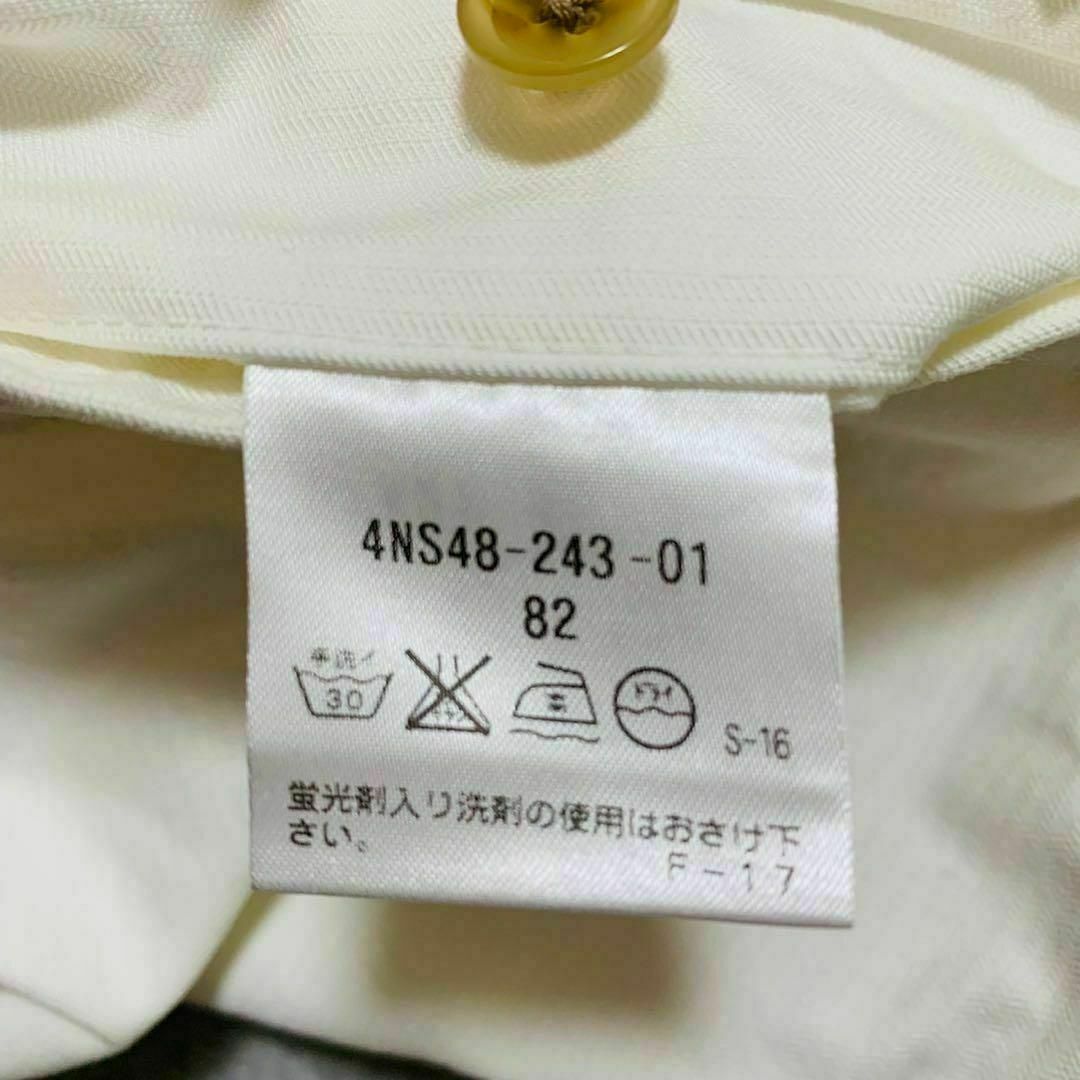 4NS48-243-01
82
手洗イ
30
ドライ
S-16
蛍光剤入り洗剤の使用はおさけ下
さい。
F-17